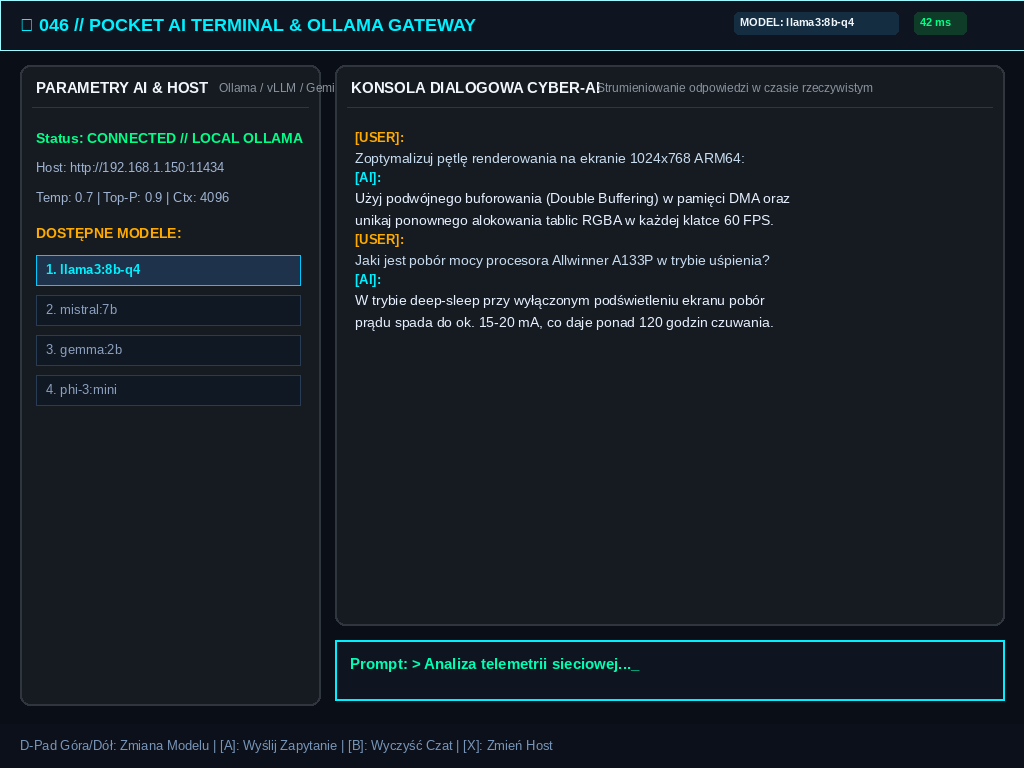 046 // POCKET AI TERMINAL & OLLAMA GATEWAY
MODEL: llama3:8b-q4
42 ms
PARAMETRY AI & HOST
Ollama / vLLM / Gemi
Status: CONNECTED // LOCAL OLLAMA
Host: http://192.168.1.150:11434
Temp: 0.7 | Top-P: 0.9 | Ctx: 4096
DOSTĘPNE MODELE:
1. llama3:8b-q4
2. mistral:7b
3. gemma:2b
4. phi-3:mini
KONSOLA DIALOGOWA CYBER-AI
Strumieniowanie odpowiedzi w czasie rzeczywistym
[USER]:
Zoptymalizuj pętlę renderowania na ekranie 1024x768 ARM64:
[AI]:
Użyj podwójnego buforowania (Double Buffering) w pamięci DMA oraz
unikaj ponownego alokowania tablic RGBA w każdej klatce 60 FPS.
[USER]:
Jaki jest pobór mocy procesora Allwinner A133P w trybie uśpienia?
[AI]:
W trybie deep-sleep przy wyłączonym podświetleniu ekranu pobór
prądu spada do ok. 15-20 mA, co daje ponad 120 godzin czuwania.
Prompt: > Analiza telemetrii sieciowej..._
D-Pad Góra/Dół: Zmiana Modelu | [A]: Wyślij Zapytanie | [B]: Wyczyść Czat | [X]: Zmień Host